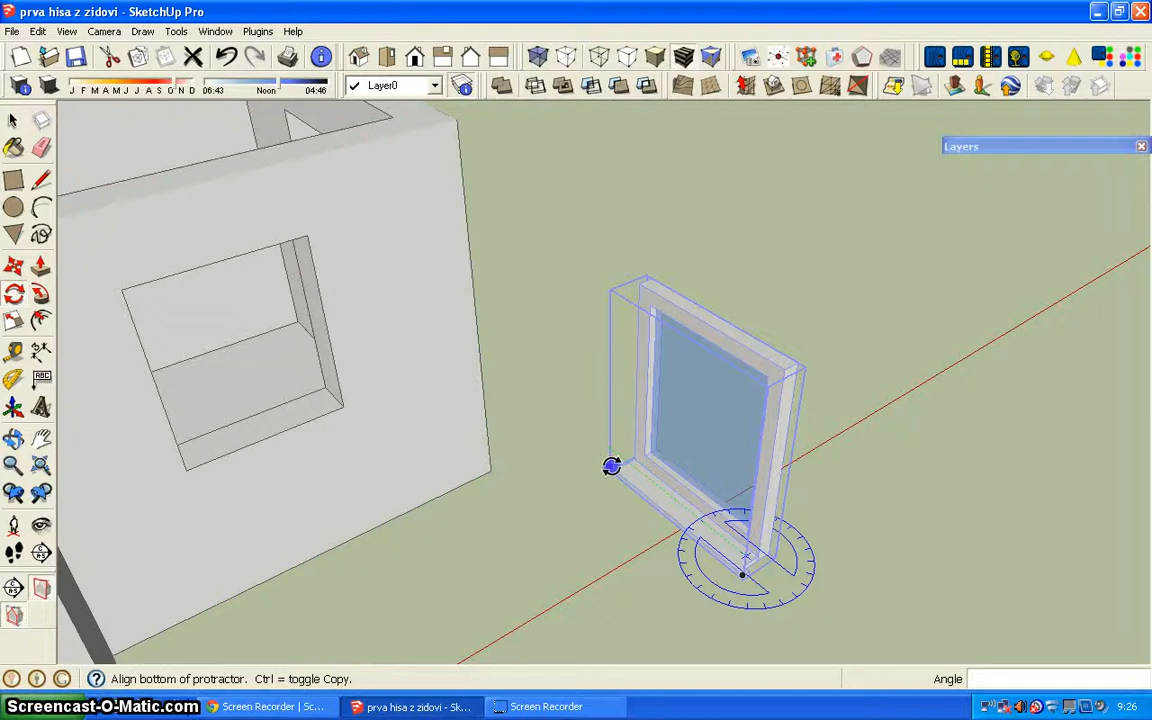 prva hisa z zidovi - SketchUp Pro
File Edit View Camera Draw Tools Window Plugins Help
J F M A M J J A S O N D 06:43 Noon 04:46 Layer0
Layers
ABC
Align bottom of protractor. Ctrl = toggle Copy. Angle
Screencast-O-Matic.com Screen Recorder | Sc... prva hisa z zidovi - Sk... Screen Recorder 9:26